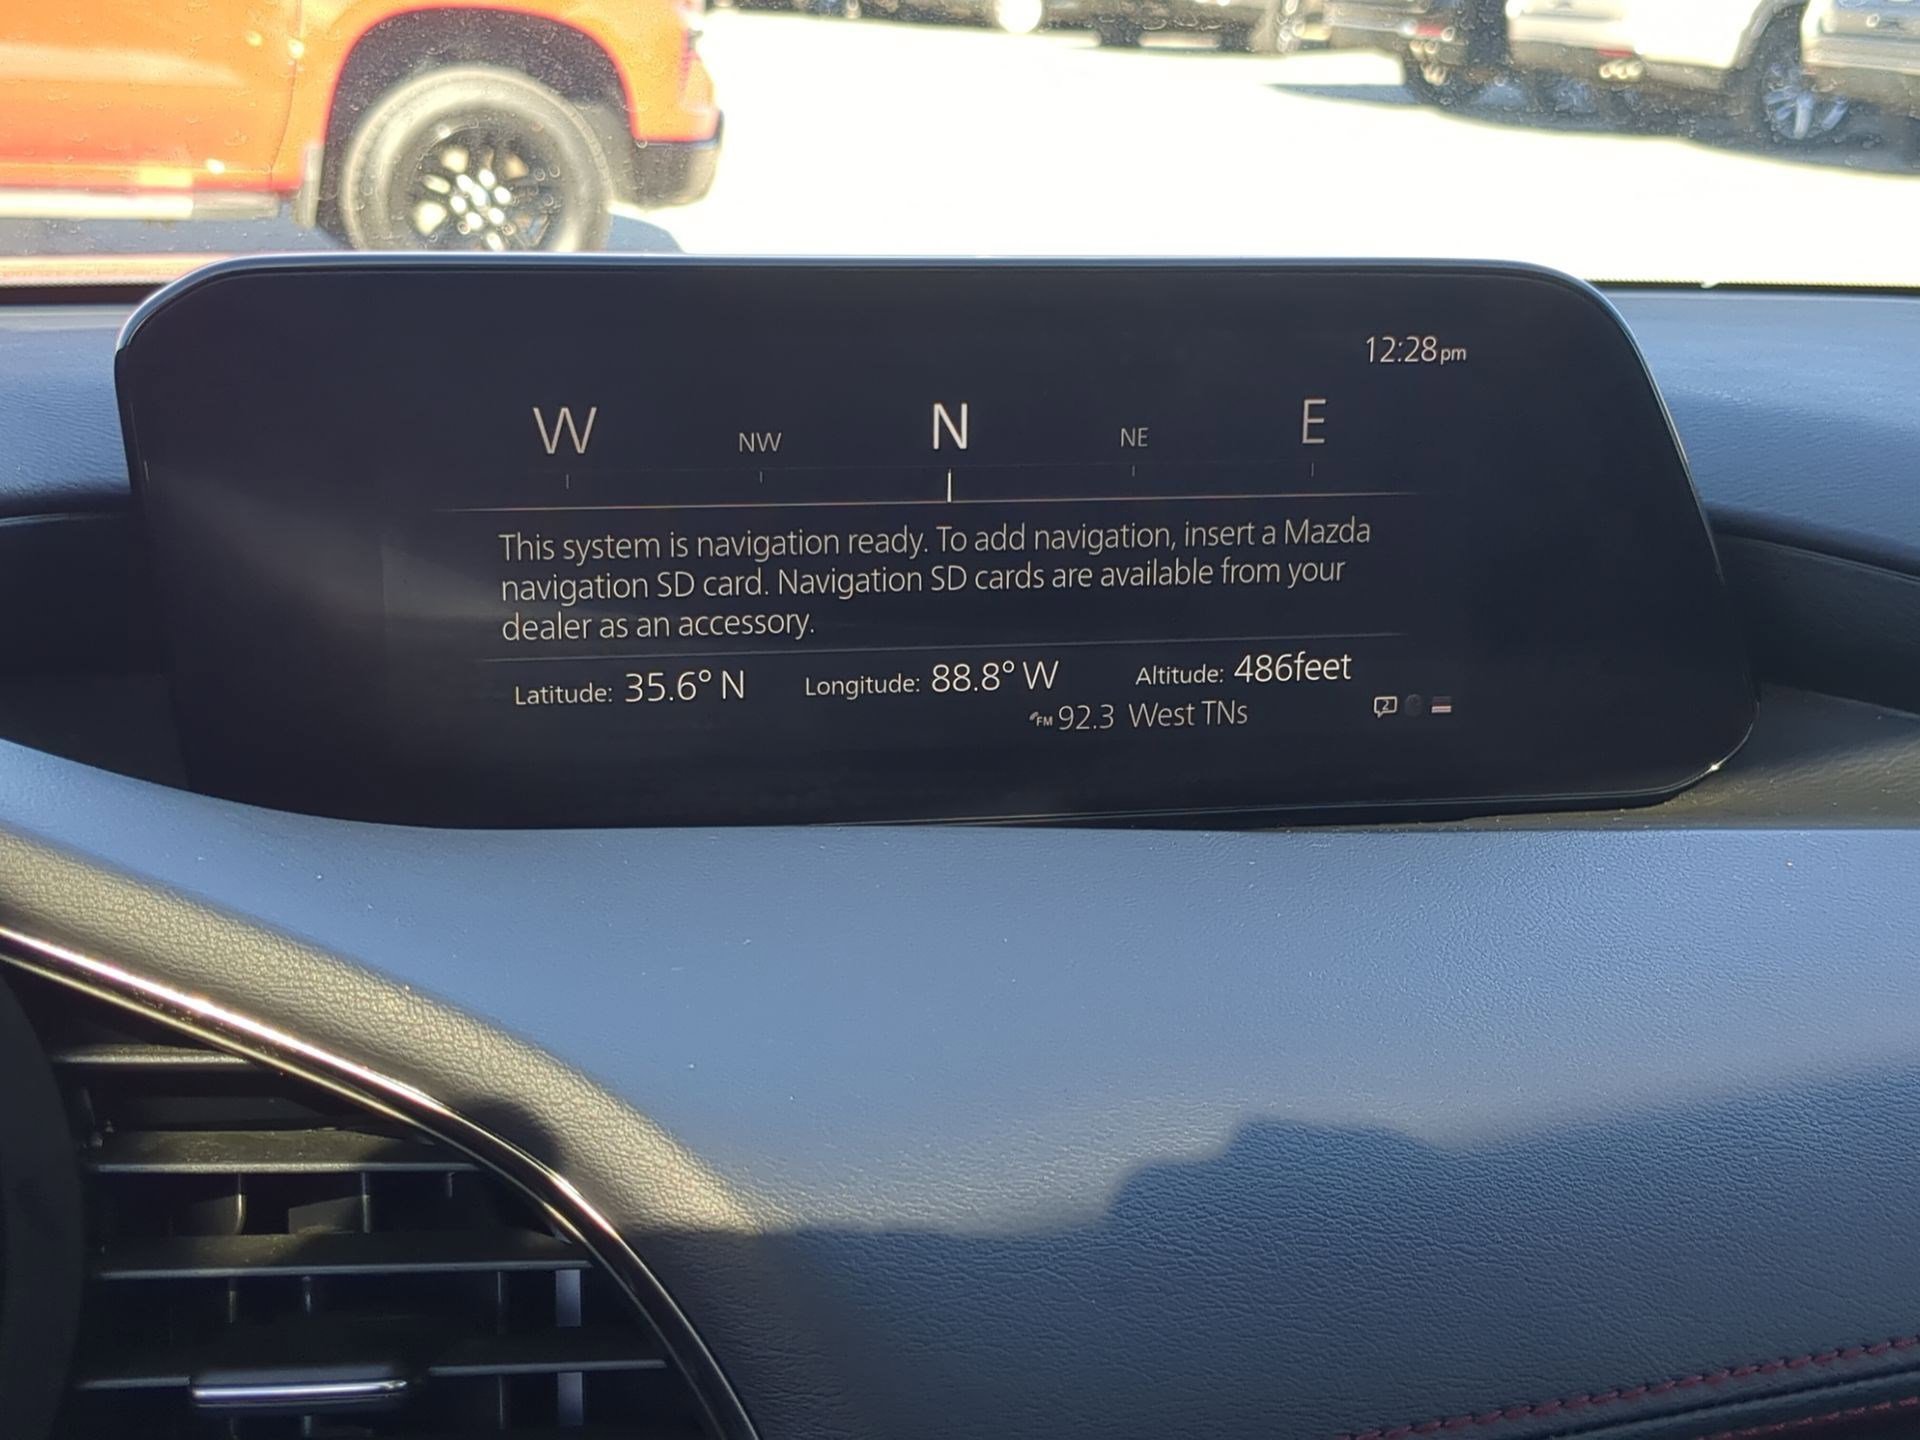 12:28pm
W NW N NE E
This system is navigation ready. To add navigation, insert a Mazda
navigation SD card. Navigation SD cards are available from your
dealer as an accessory.
Latitude: 35.6° N Longitude: 88.8° W Altitude: 486feet
FM 92.3 West TNs
2